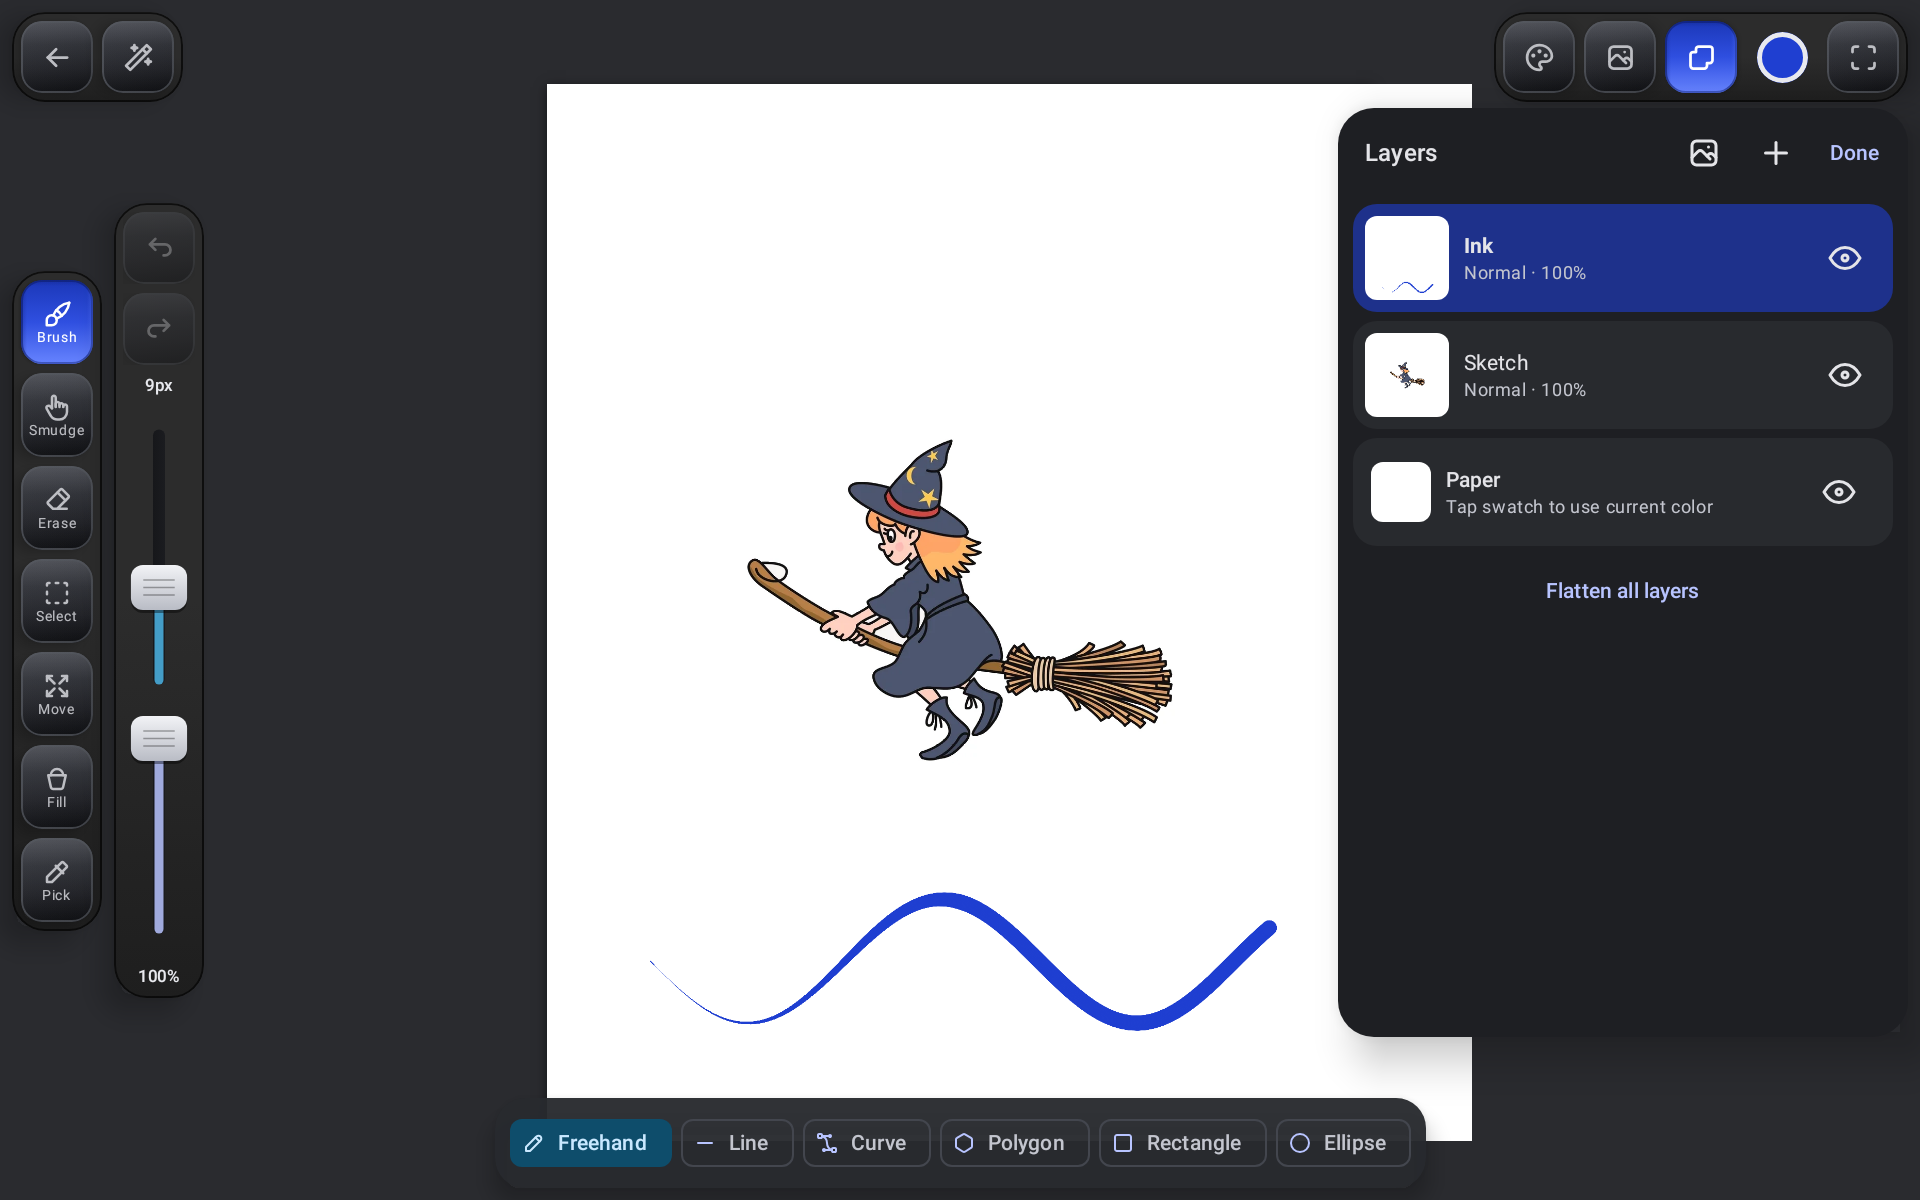 Layers
Done
Ink
Normal · 100%
Sketch
Normal · 100%
Paper
Tap swatch to use current color
Flatten all layers
Brush
Smudge
Erase
Select
Move
Fill
Pick
9px
100%
Freehand
Line
Curve
Polygon
Rectangle
Ellipse